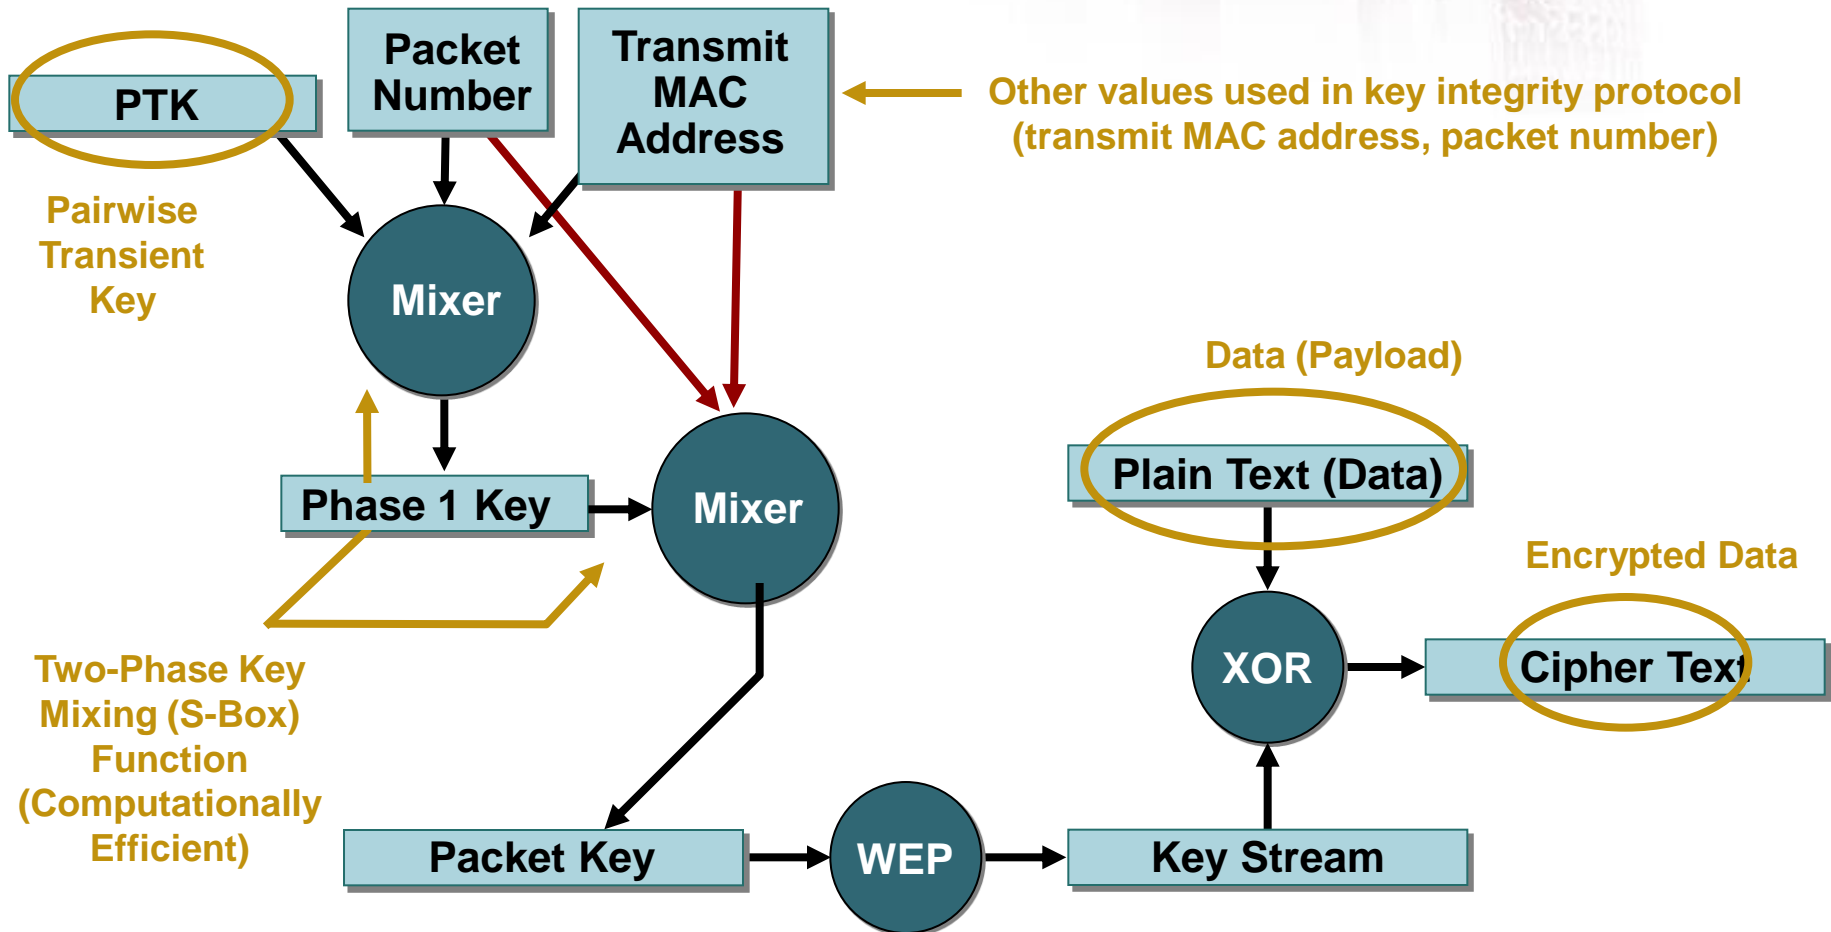 PTK
Packet
Number
Transmit
MAC
Address
Other values used in key integrity protocol
(transmit MAC address, packet number)
Pairwise
Transient
Key
Mixer
Data (Payload)
Plain Text (Data)
Phase 1 Key
Mixer
Encrypted Data
XOR
Cipher Text
Two-Phase Key
Mixing (S-Box)
Function
(Computationally
Efficient)
Packet Key
WEP
Key Stream